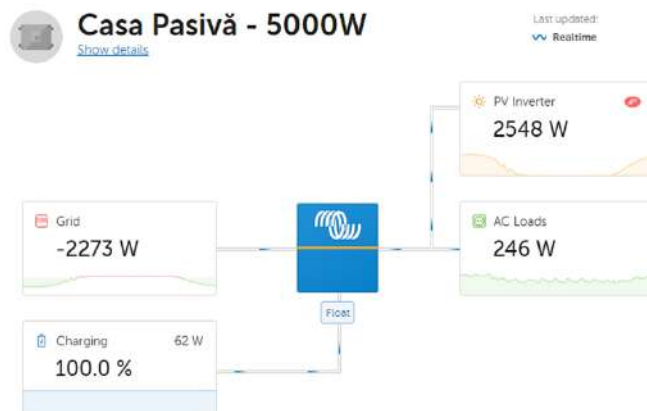 Casa Pasivă - 5000W
Show details
Last updated:
Realtime
PV Inverter
2548 W
Grid
-2273 W
AC Loads
246 W
Float
Charging 62 W
100.0 %